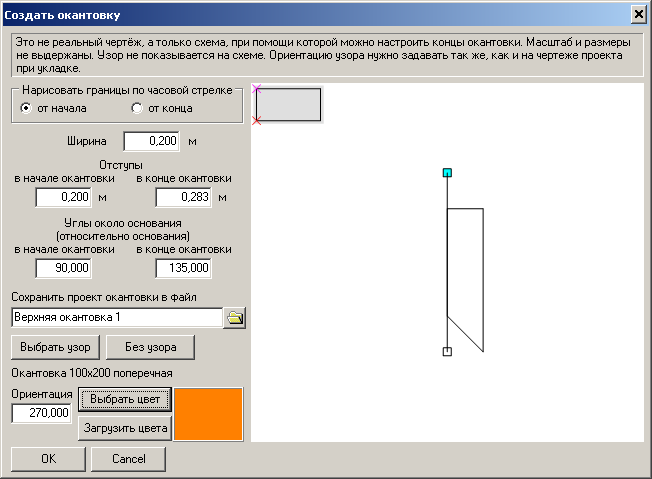 Создать окантовку
Это не реальный чертёж, а только схема, при помощи которой можно настроить концы окантовки. Масштаб и размеры
не выдержаны. Узор не показывается на схеме. Ориентацию узора нужно задавать так же, как и на чертеже проекта
при укладке.
Нарисовать границы по часовой стрелке
от начала от конца
Ширина 0,200 м
Отступы
в начале окантовки в конце окантовки
0,200 м 0,283 м
Углы около основания
(относительно основания)
в начале окантовки в конце окантовки
90,000 135,000
Сохранить проект окантовки в файл
Верхняя окантовка 1
Выбрать узор Без узора
Окантовка 100x200 поперечная
Ориентация Выбрать цвет
270,000
Загрузить цвета
OK Cancel